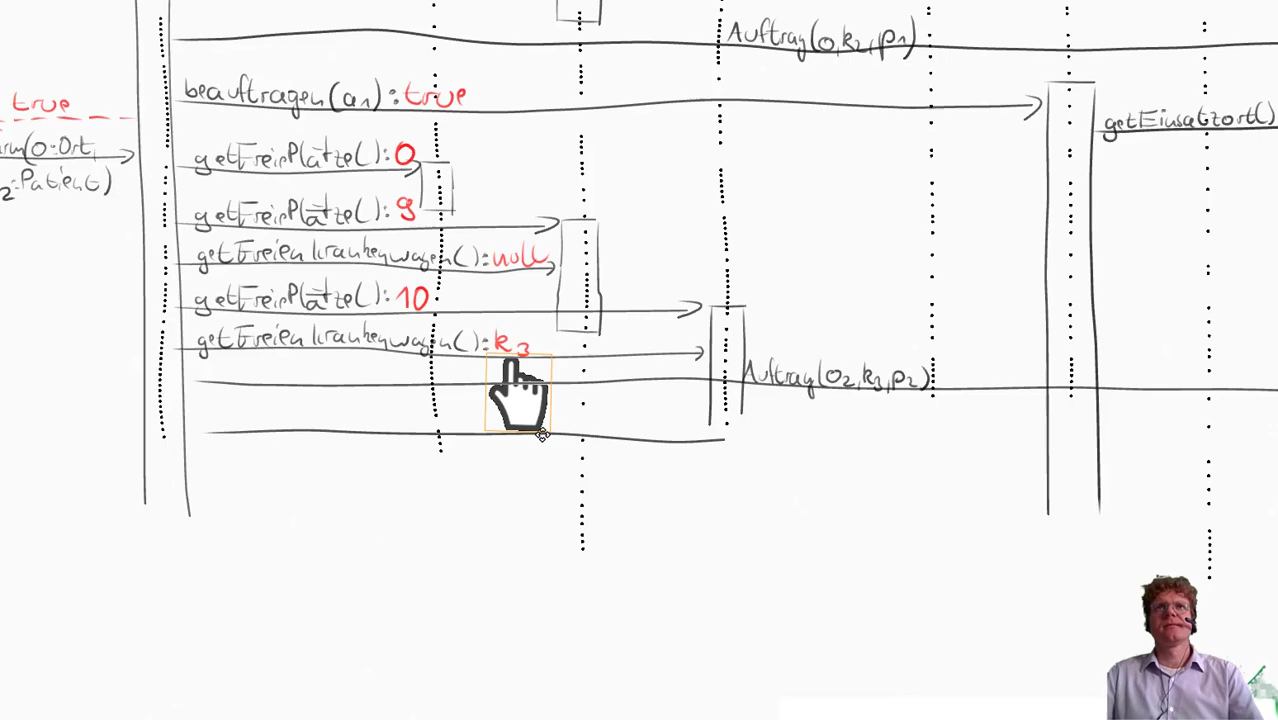 Auftrag(o,k2,p1)
beauftragen(a1):true
true
getEinsatzort()
(o:Ort,
2:Patient)
getFreiePlätze():0
getFreiePlätze():9
getFreienKrankenwagen():null
getFreiePlätze():10
getFreienKrankenwagen():k3
Auftrag(o2,k3,p2)